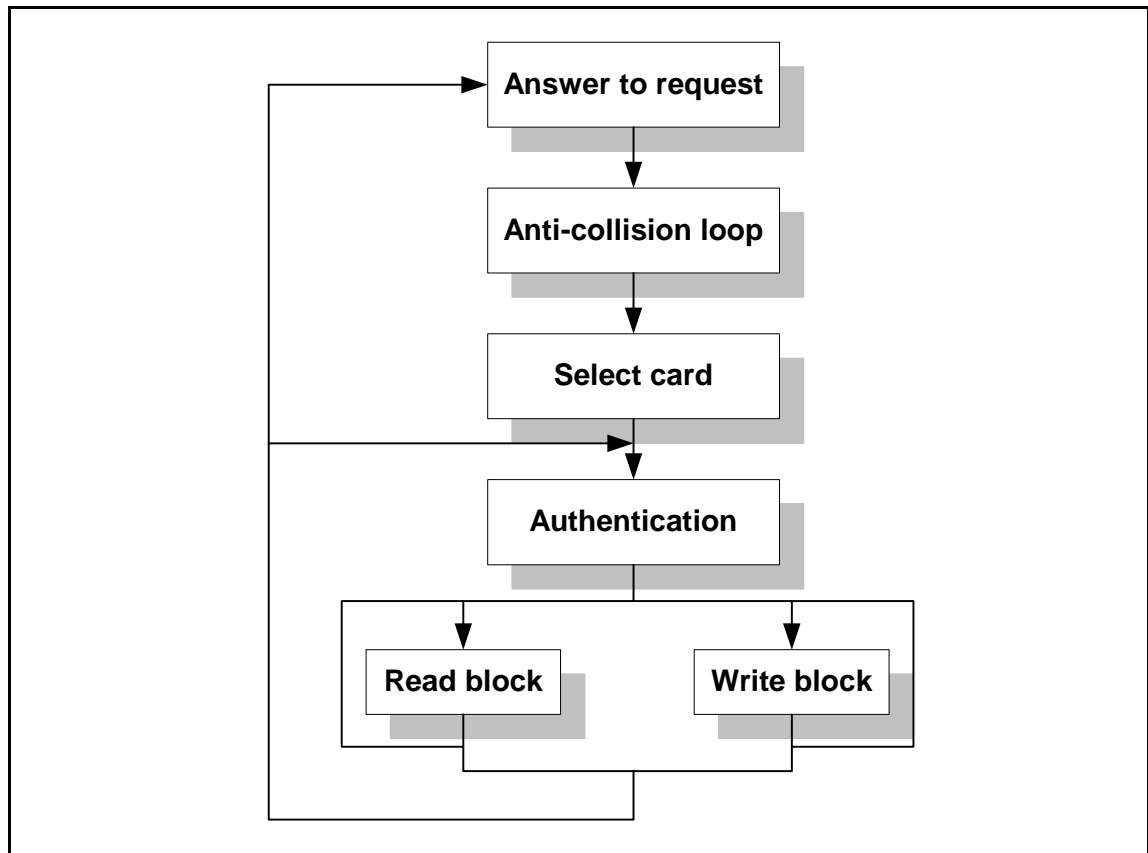 Answer to request
Anti-collision loop
Select card
Authentication
Read block
Write block